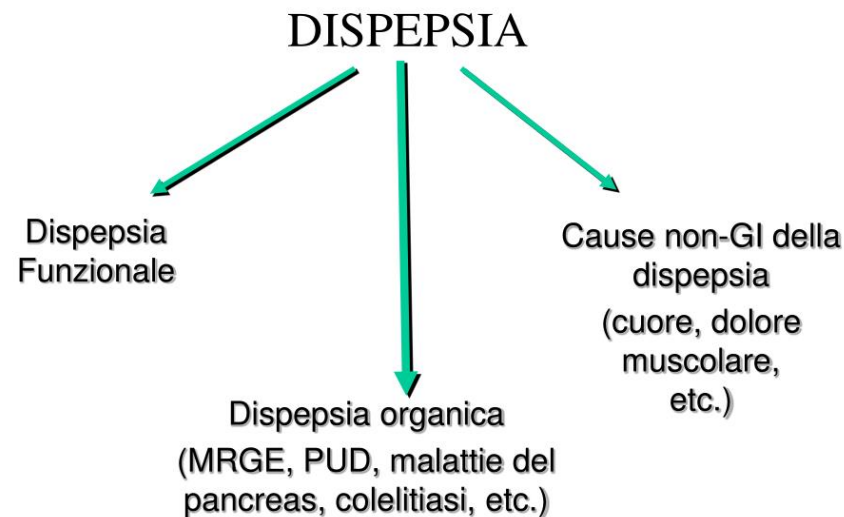 DISPEPSIA
Dispepsia
Funzionale
Cause non-GI della
dispepsia
(cuore, dolore
muscolare,
etc.)
Dispepsia organica
(MRGE, PUD, malattie del
pancreas, colelitiasi, etc.)